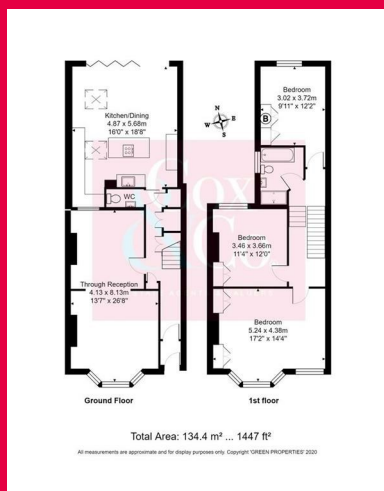 Kitchen/Dining
4.87 x 5.68m
16'0" x 18'8"
WC
Through Reception
4.13 x 8.13m
13'7" x 26'8"
Ground Floor
N
W E
S
Bedroom
3.02 x 3.72m
9'11" x 12'2"
B
Bedroom
3.46 x 3.66m
11'4" x 12'0"
Bedroom
5.24 x 4.38m
17'2" x 14'4"
1st floor
Cox
& Co
Total Area: 134.4 m² ... 1447 ft²
All measurements are approximate and for display purposes only. Copyright 'GREEN PROPERTIES' 2020